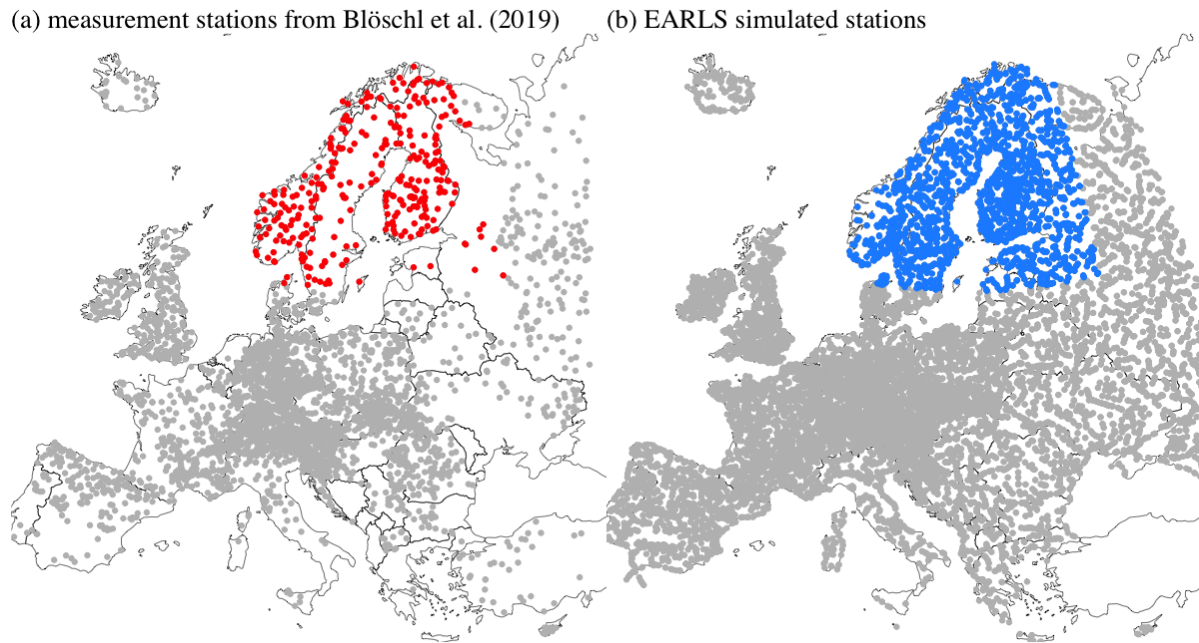 (a) measurement stations from Blöschl et al. (2019)
(b) EARLS simulated stations